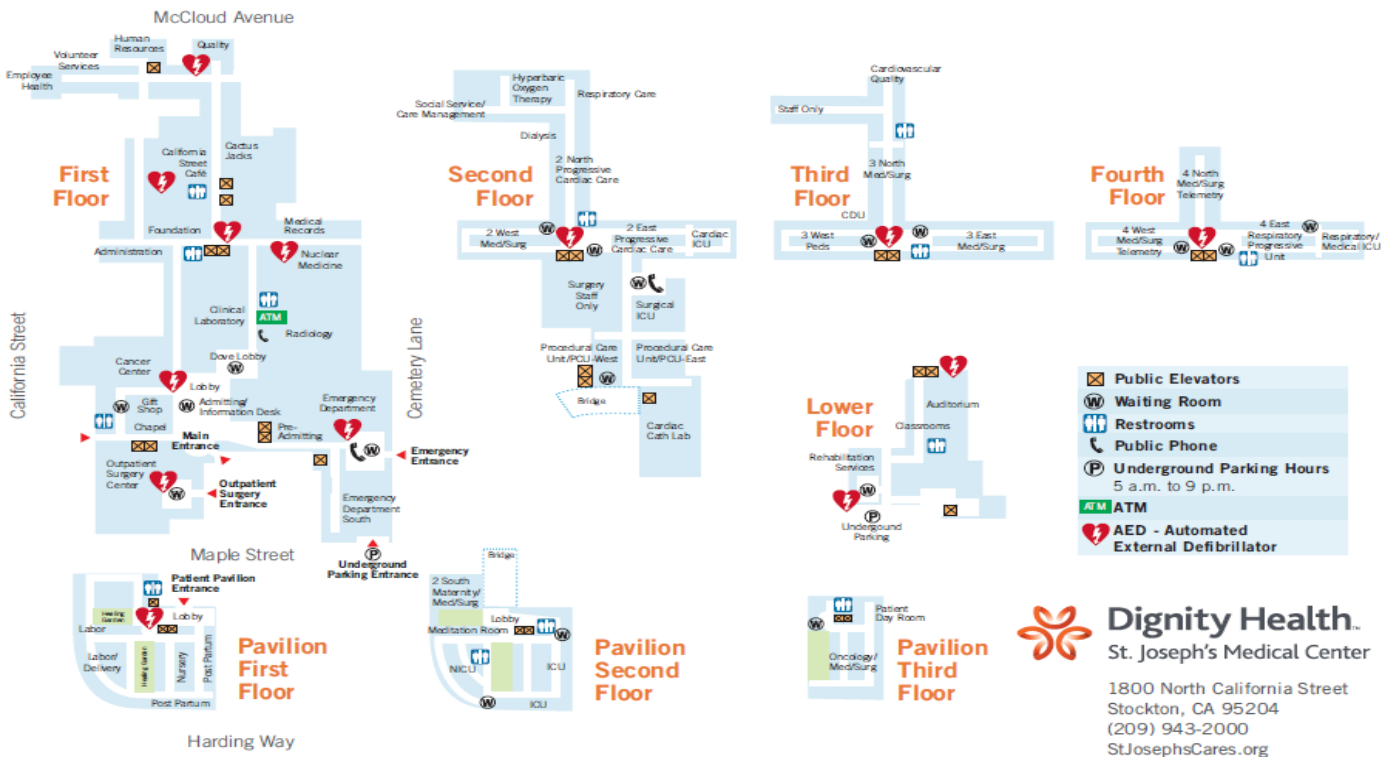 McCloud Avenue
Human
Resources
Quality
Volunteer
Services
Employee
Health
California
Street
Café
Cactus
Jacks
First
Floor
Foundation
Medical
Records
Administration
Nuclear
Medicine
Clinical
Laboratory
ATM
Radiology
California Street
Cemetery Lane
Dove Lobby
W
Cancer
Center
Lobby
W
Gift
Shop
W
Admitting/
Information Desk
Emergency
Department
Chapel
Main
Entrance
Pre-
Admitting
W
Emergency
Entrance
Outpatient
Surgery
Center
W
Outpatient
Surgery
Entrance
Emergency
Department
South
P
Underground
Parking Entrance
Maple Street
Hyperbaric
Oxygen
Therapy
Respiratory Care
Social Service/
Care Management
Dialysis
Second
Floor
2 North
Progressive
Cardiac Care
W
2 West
Med/Surg
W
2 East
Progressive
Cardiac Care
Cardiac
ICU
Surgery
Staff
Only
W
Surgical
ICU
Procedural Care
Unit/PCU-West
Procedural Care
Unit/PCU-East
W
Bridge
Cardiac
Cath Lab
Cardiovascular
Quality
Staff Only
Third
Floor
3 North
Med/Surg
CDU
3 West
Peds
W
W
3 East
Med/Surg
Fourth
Floor
4 North
Med/Surg
Telemetry
4 West
Med/Surg
Telemetry
W
W
4 East
Respiratory
Progressive
Unit
W
Respiratory/
Medical ICU
Lower
Floor
Auditorium
Classrooms
Rehabilitation
Services
W
P
Underground
Parking
Public Elevators
W Waiting Room
Restrooms
Public Phone
P Underground Parking Hours
5 a.m. to 9 p.m.
ATM ATM
AED - Automated
External Defibrillator
Patient Pavilion
Entrance
Healing
Garden
Lobby
Labor
Labor/
Delivery
Healing Garden
Nursery
Post Partum
Post Partum
Pavilion
First
Floor
Harding Way
Bridge
2 South
Maternity/
Med/Surg
Lobby
Meditation Room
W
NICU
ICU
W
ICU
Pavilion
Second
Floor
Patient
Day Room
W
Oncology/
Med/Surg
Pavilion
Third
Floor
Dignity Health™
St. Joseph's Medical Center
1800 North California Street
Stockton, CA 95204
(209) 943-2000
StJosephsCares.org